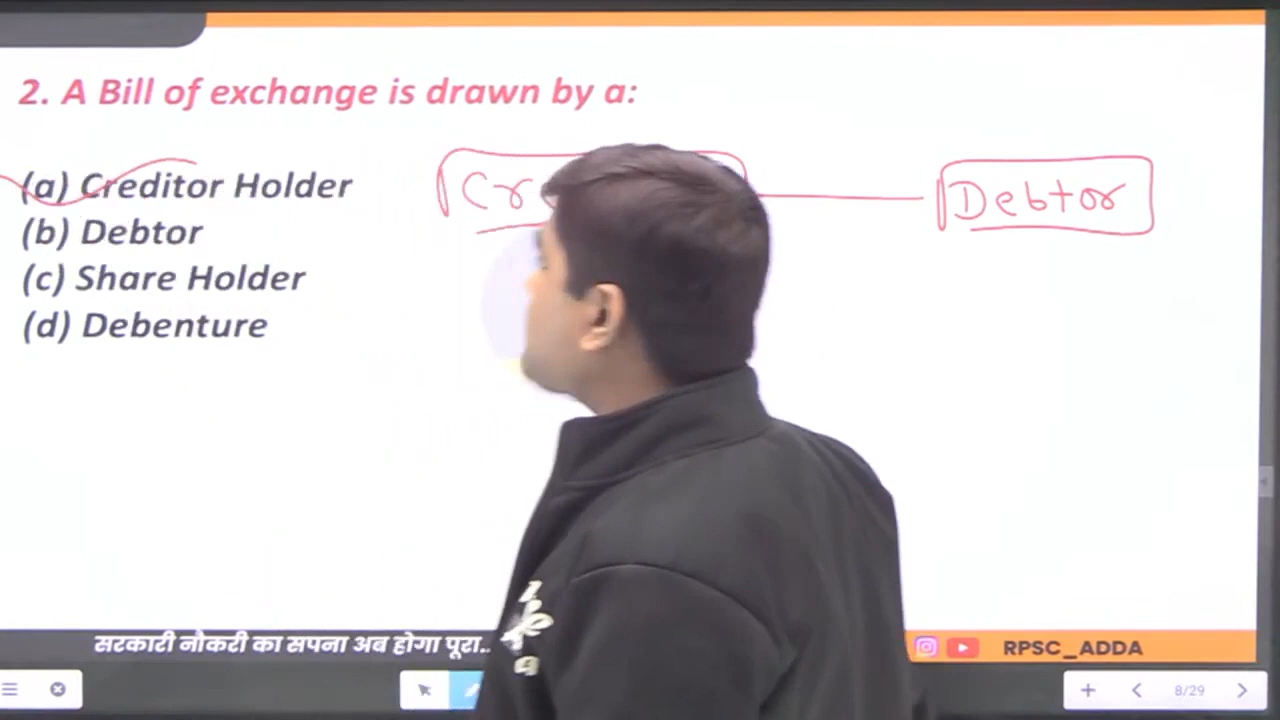 2. A Bill of exchange is drawn by a:
(a) Creditor Holder
(b) Debtor
(c) Share Holder
(d) Debenture
Debtor
सरकारी नौकरी का सपना अब होगा पूरा..
RPSC_ADDA
8/29